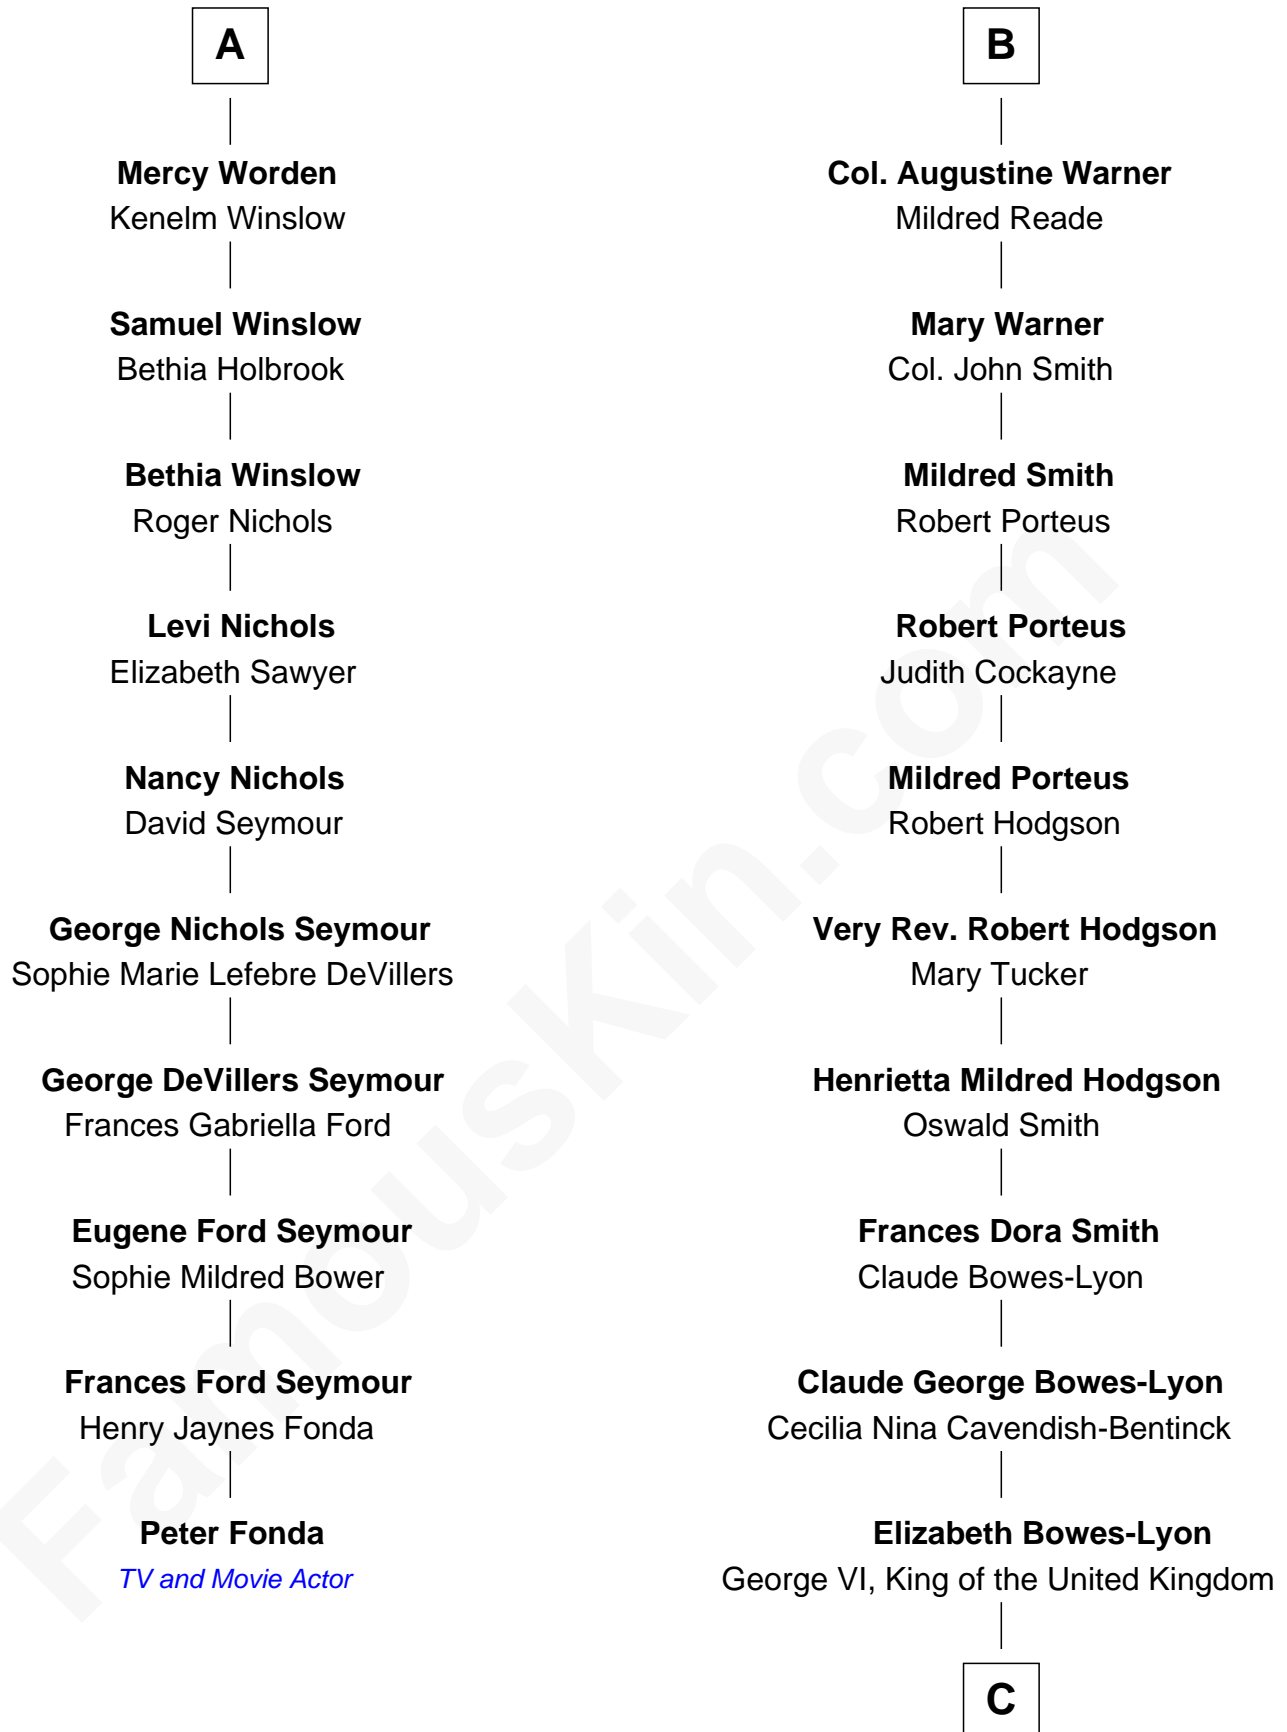 A
Mercy Worden
Kenelm Winslow
Samuel Winslow
Bethia Holbrook
Bethia Winslow
Roger Nichols
Levi Nichols
Elizabeth Sawyer
Nancy Nichols
David Seymour
George Nichols Seymour
Sophie Marie Lefebre DeVillers
George DeVillers Seymour
Frances Gabriella Ford
Eugene Ford Seymour
Sophie Mildred Bower
Frances Ford Seymour
Henry Jaynes Fonda
Peter Fonda
TV and Movie Actor
B
Col. Augustine Warner
Mildred Reade
Mary Warner
Col. John Smith
Mildred Smith
Robert Porteus
Robert Porteus
Judith Cockayne
Mildred Porteus
Robert Hodgson
Very Rev. Robert Hodgson
Mary Tucker
Henrietta Mildred Hodgson
Oswald Smith
Frances Dora Smith
Claude Bowes-Lyon
Claude George Bowes-Lyon
Cecilia Nina Cavendish-Bentinck
Elizabeth Bowes-Lyon
George VI, King of the United Kingdom
C
FamousKin.com